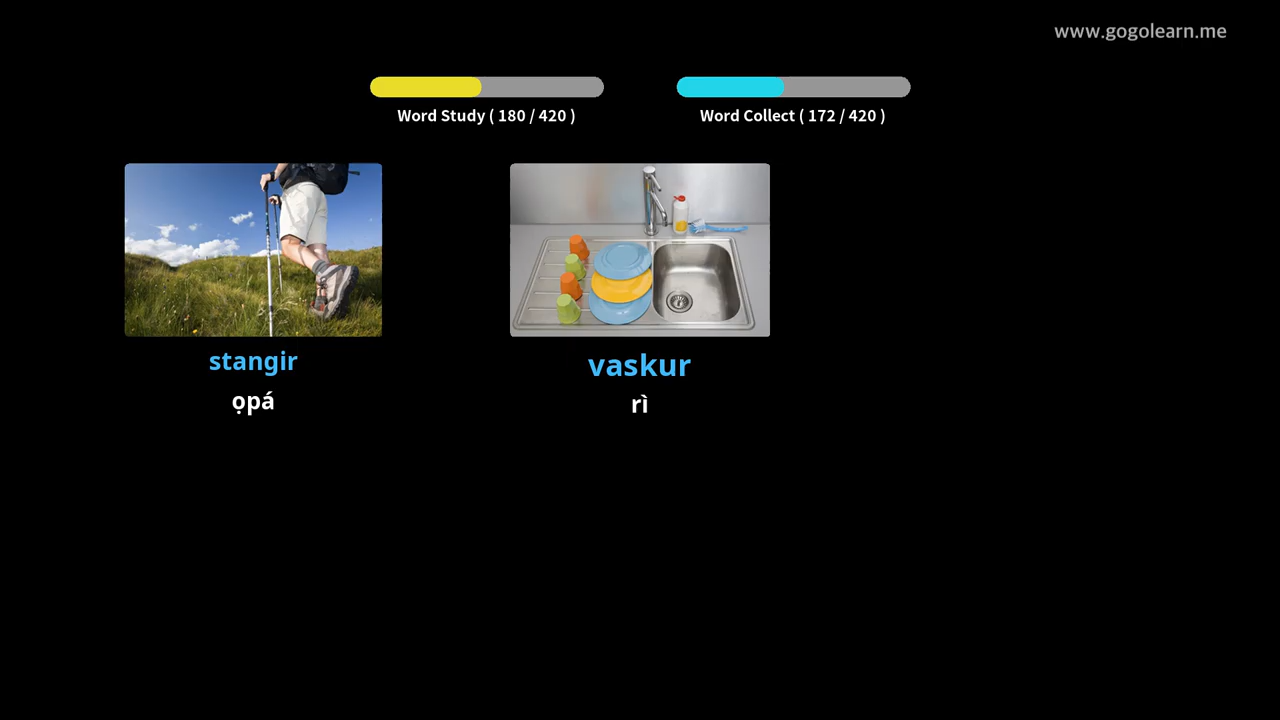 www.gogolearn.me
Word Study ( 180 / 420 )
Word Collect ( 172 / 420 )
stangir
ọpá
vaskur
rì